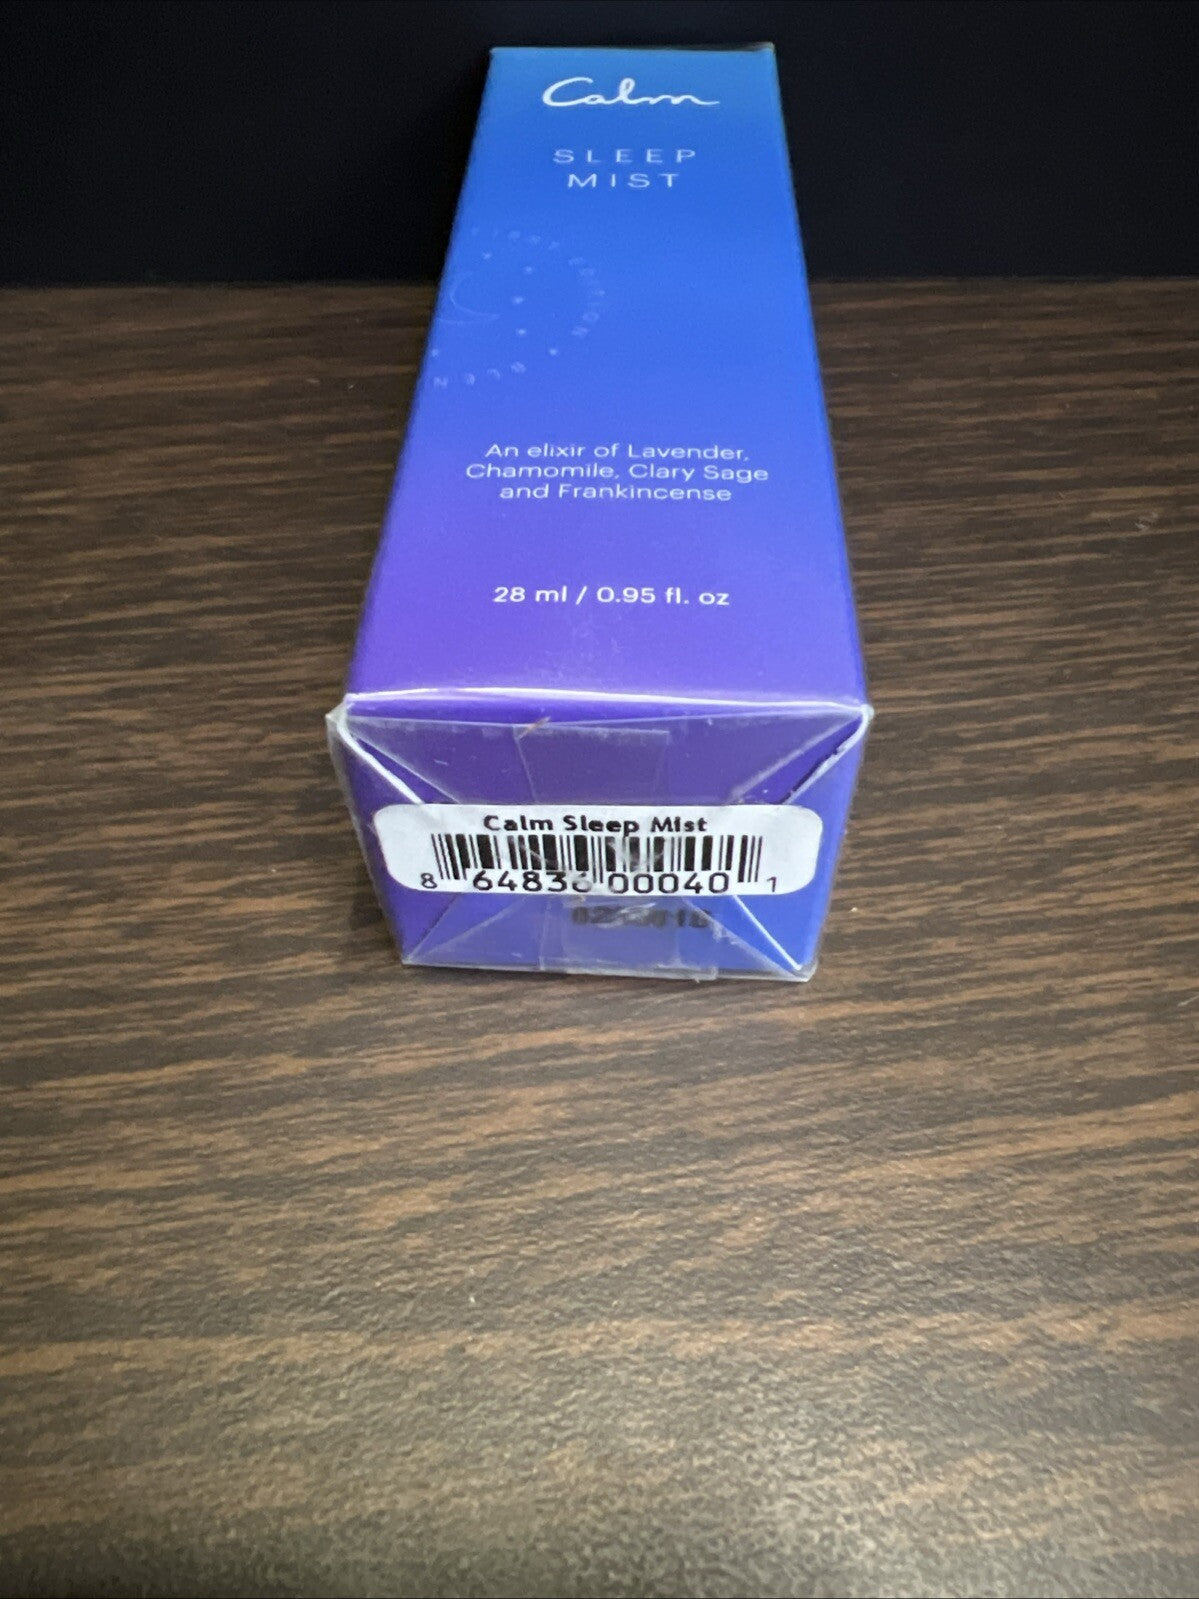 Calm
SLEEP
MIST
An elixir of Lavender,
Chamomile, Clary Sage
and Frankincense
28 ml / 0.95 fl. oz
Calm Sleep Mist
8 64836 00040 1